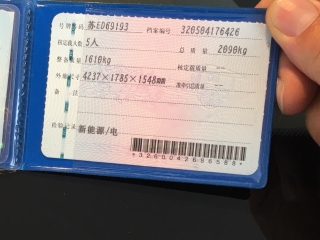 号牌号码 苏ED69193 档案编号 320504176426
核定载人数 5人 总质量 2090kg
整备质量 1610kg 核定载质量 --
外廓尺寸 4237×1785×1548mm 准牵引总质量 --
备注
检验记录 新能源/电